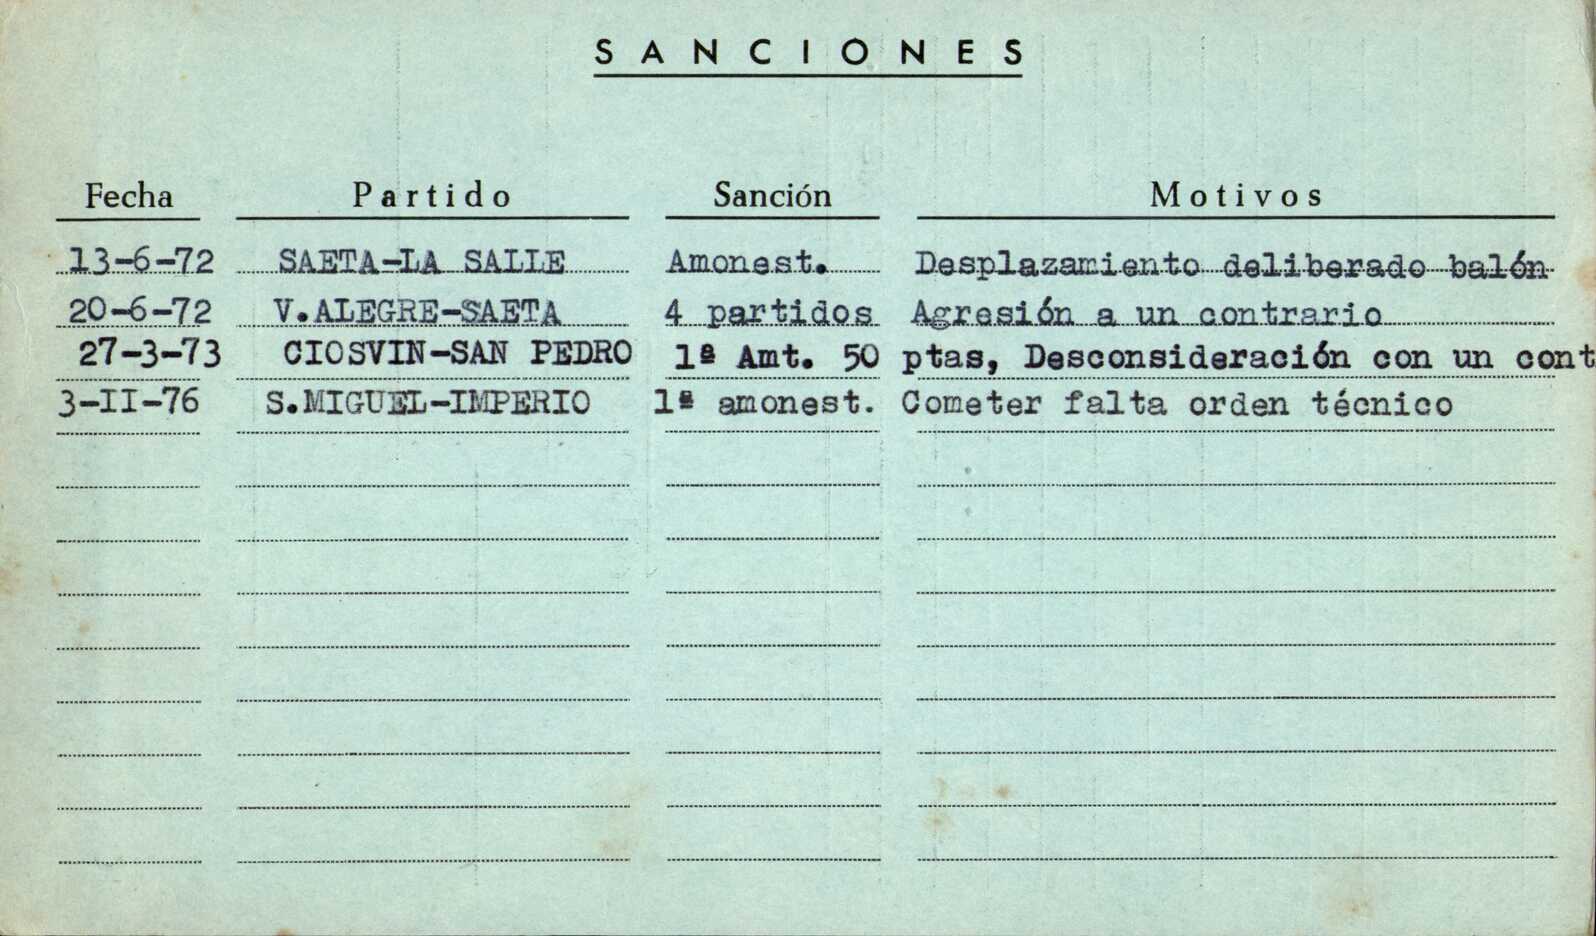 SANCIONES
Fecha Partido Sanción Motivos
13-6-72 SAETA-LA SALLE Amonest. Desplazamiento deliberado balón
20-6-72 V.ALEGRE-SAETA 4 partidos Agresión a un contrario
27-3-73 CIOSVIN-SAN PEDRO 1ª Amt. 50 ptas, Desconsideración con un cont
3-II-76 S.MIGUEL-IMPERIO 1ª amonest. Cometer falta orden técnico